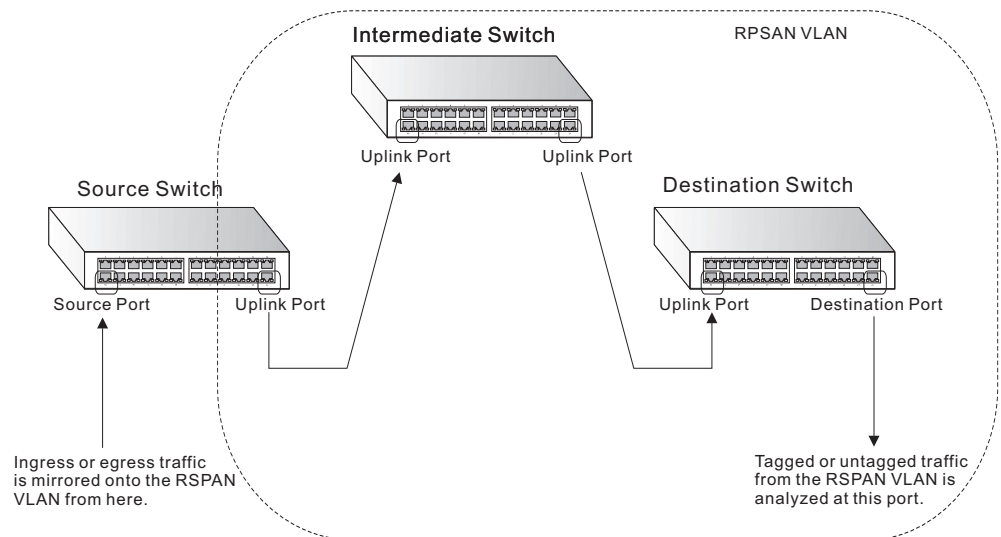 Intermediate Switch
RPSAN VLAN
Uplink Port
Uplink Port
Source Switch
Destination Switch
Source Port
Uplink Port
Uplink Port
Destination Port
Ingress or egress traffic
is mirrored onto the RSPAN
VLAN from here.
Tagged or untagged traffic
from the RSPAN VLAN is
analyzed at this port.